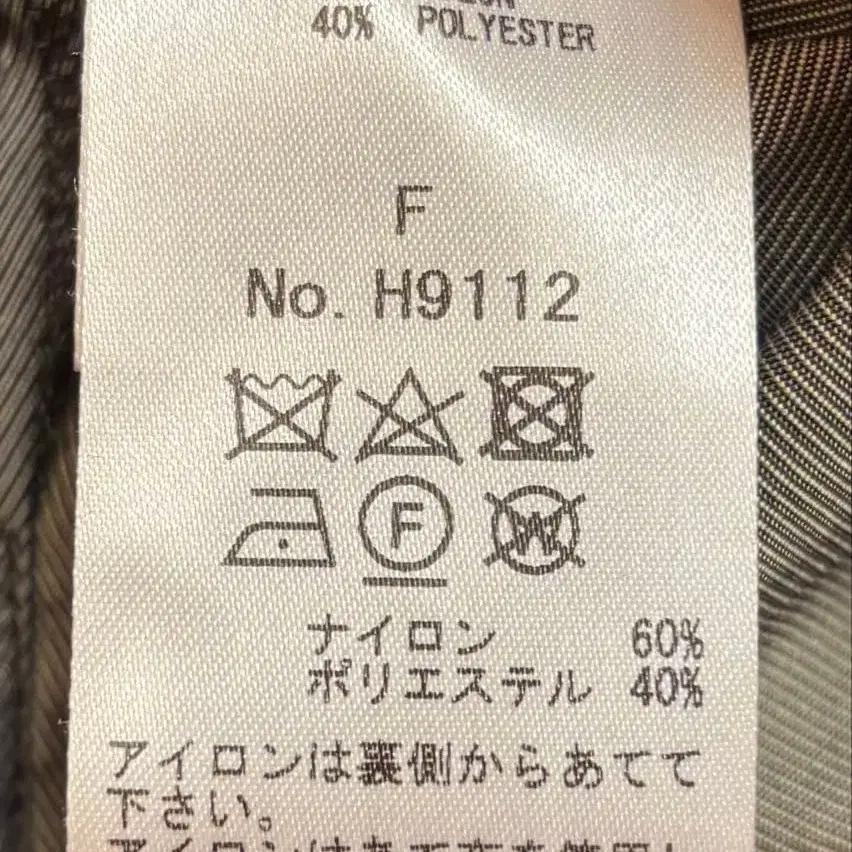 40% POLYESTER
F
No. H9112
F
W
ナイロン 60%
ポリエステル 40%
アイロンは裏側からあてて
下さい。